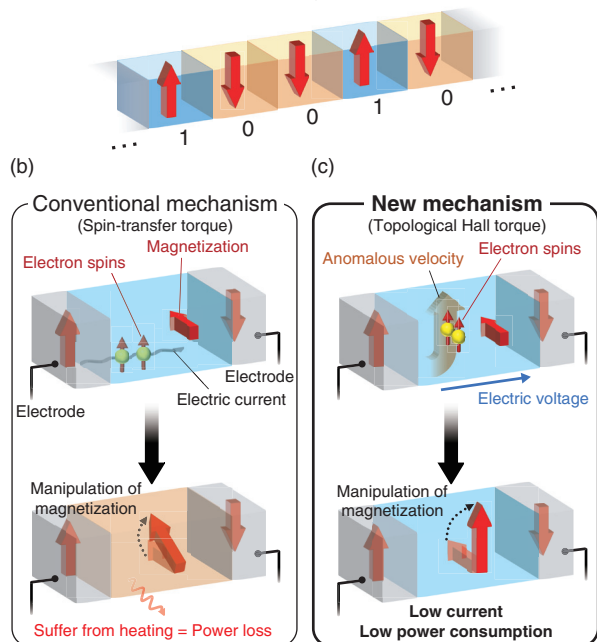 ... 1 0 0 1 0 ...
(b)
Conventional mechanism
(Spin-transfer torque)
Magnetization
Electron spins
Electrode
Electric current
Electrode
Manipulation of
magnetization
Suffer from heating = Power loss
(c)
New mechanism
(Topological Hall torque)
Electron spins
Anomalous velocity
Electric voltage
Manipulation of
magnetization
Low current
Low power consumption